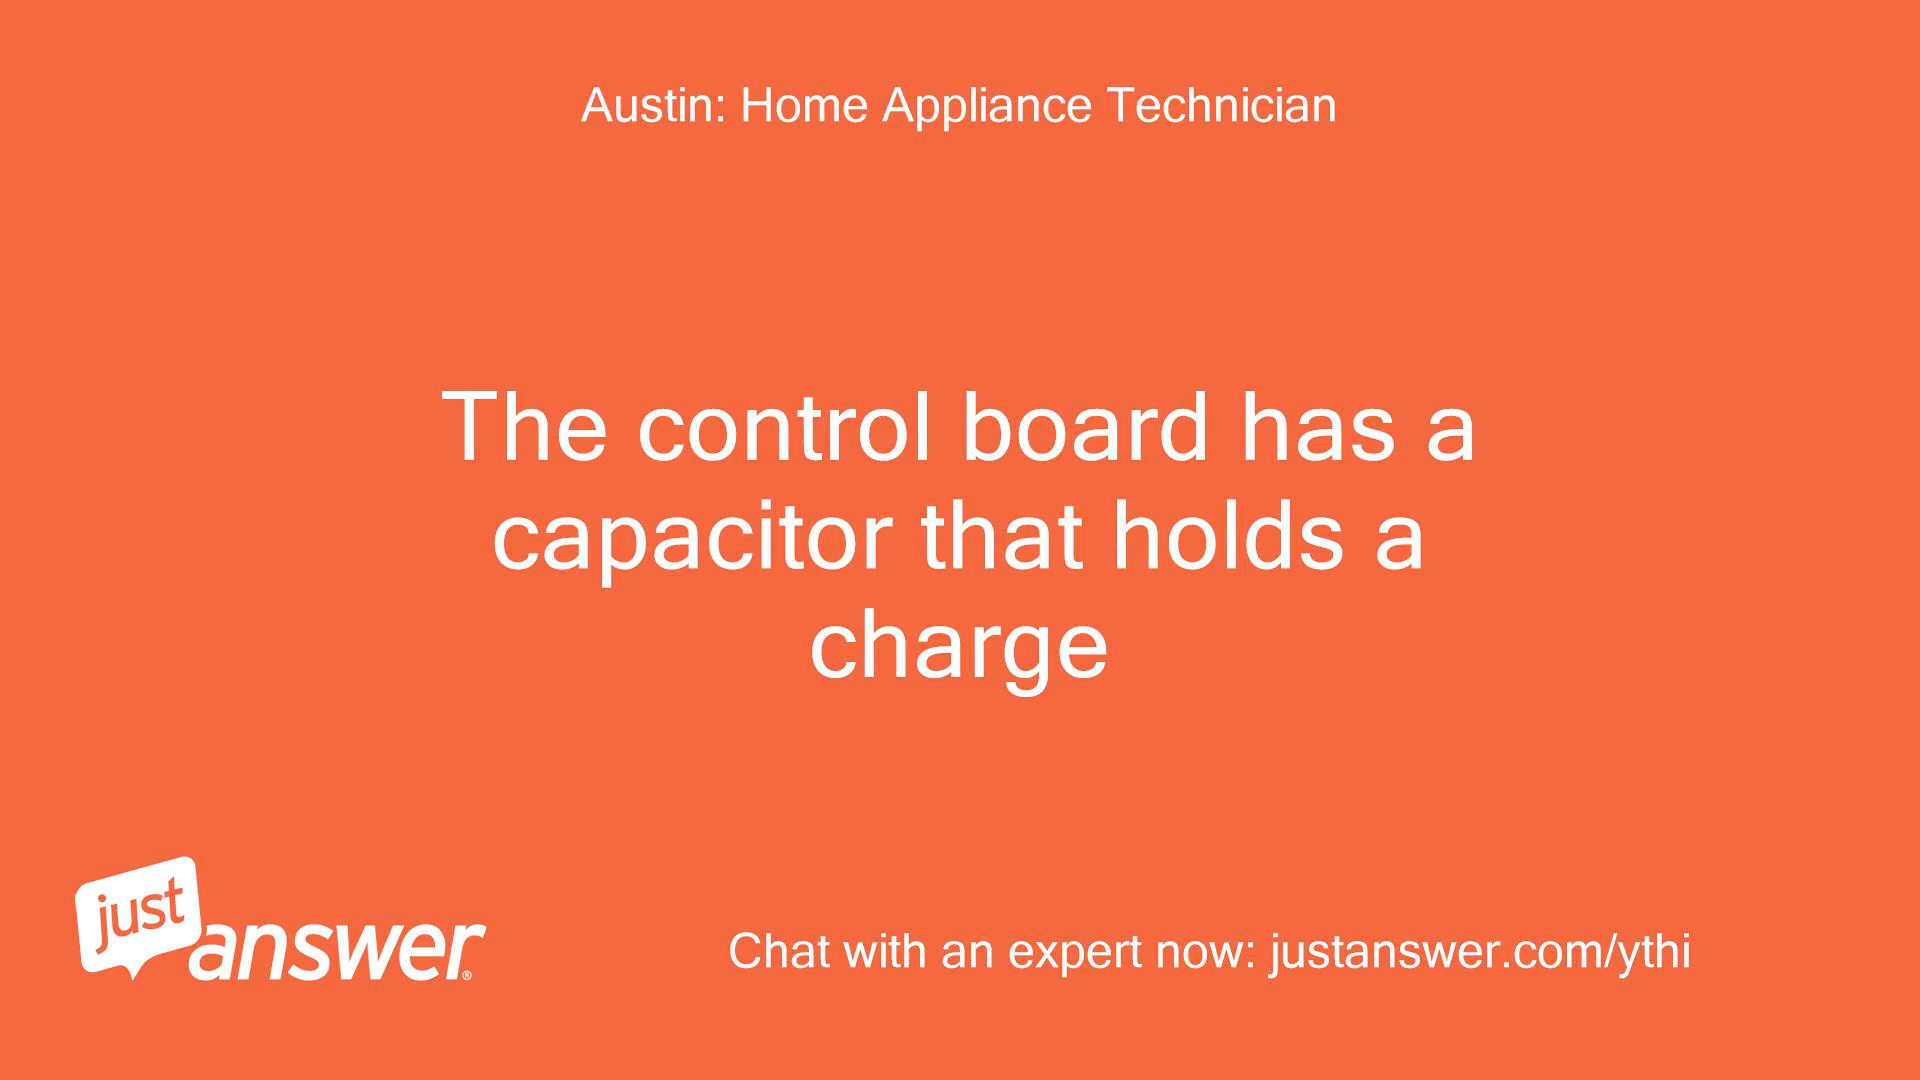 Austin: Home Appliance Technician
The control board has a
capacitor that holds a
charge
just
answer®
Chat with an expert now: justanswer.com/ythi